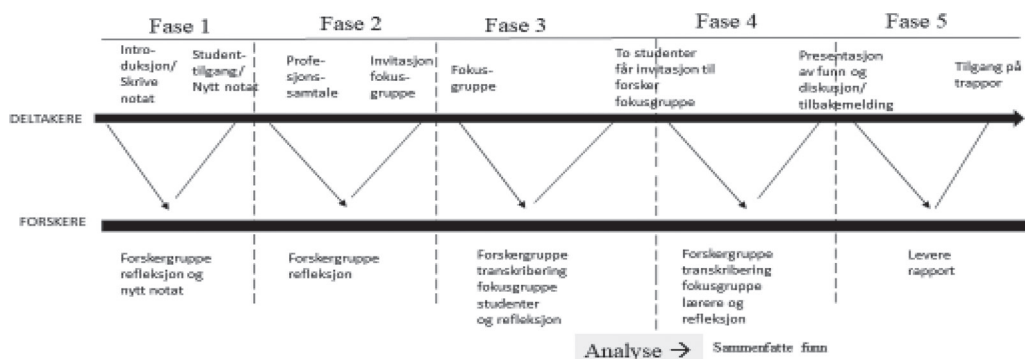 Fase 1
Fase 2
Fase 3
Fase 4
Fase 5
Intro-
duksjon/
Skrive
notat
Student-
tilgang/
Nytt notat
Profe-
sjons-
samtale
Invitasjon
fokus-
gruppe
Fokus-
gruppe
To studenter
får invitasjon til
forsker
fokusgruppe
Presentasjon
av funn og
diskusjon/
tilbakemelding
Tilgang på
trappor
DELTAKERE
FORSKERE
Forskergruppe
refleksjon og
nytt notat
Forskergruppe
refleksjon
Forskergruppe
transkribering
fokusgruppe
studenter
og refleksjon
Forskergruppe
transkribering
fokusgruppe
lærere og
refleksjon
Levere
rapport
Analyse → Sammenfatte funn